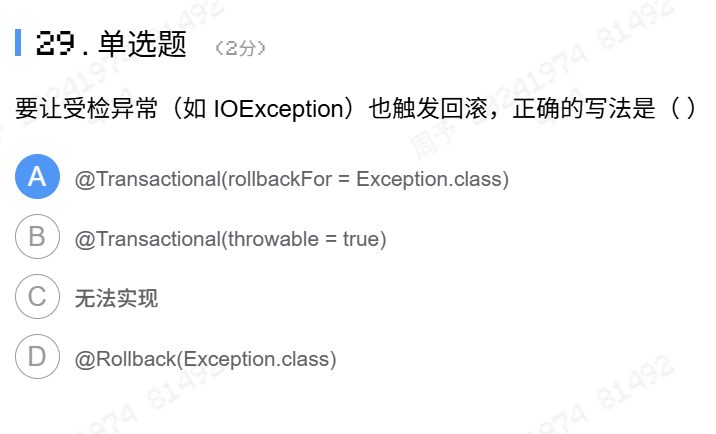 29.单选题 （2分）
要让受检异常（如 IOException）也触发回滚，正确的写法是（ ）
A @Transactional(rollbackFor = Exception.class)
B @Transactional(throwable = true)
C 无法实现
D @Rollback(Exception.class)